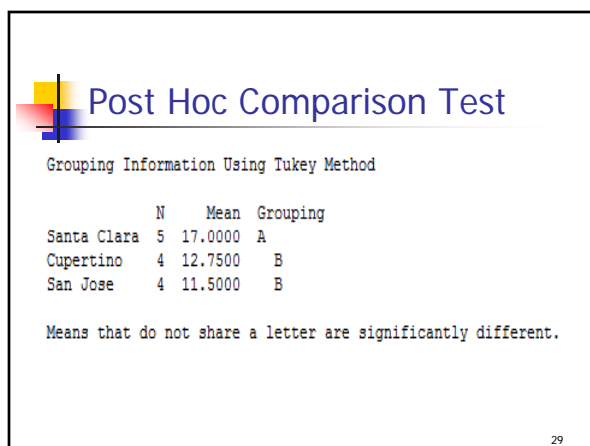 Post Hoc Comparison Test
Grouping Information Using Tukey Method
N Mean Grouping
Santa Clara 5 17.0000 A
Cupertino 4 12.7500 B
San Jose 4 11.5000 B
Means that do not share a letter are significantly different.
29